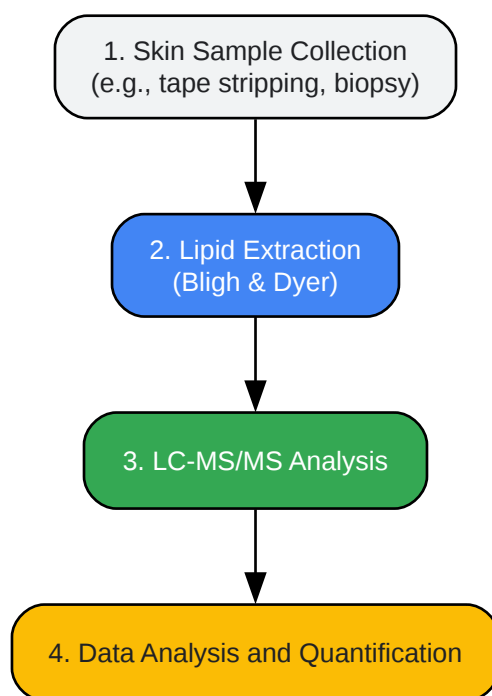 1. Skin Sample Collection
(e.g., tape stripping, biopsy)
2. Lipid Extraction
(Bligh & Dyer)
3. LC-MS/MS Analysis
4. Data Analysis and Quantification